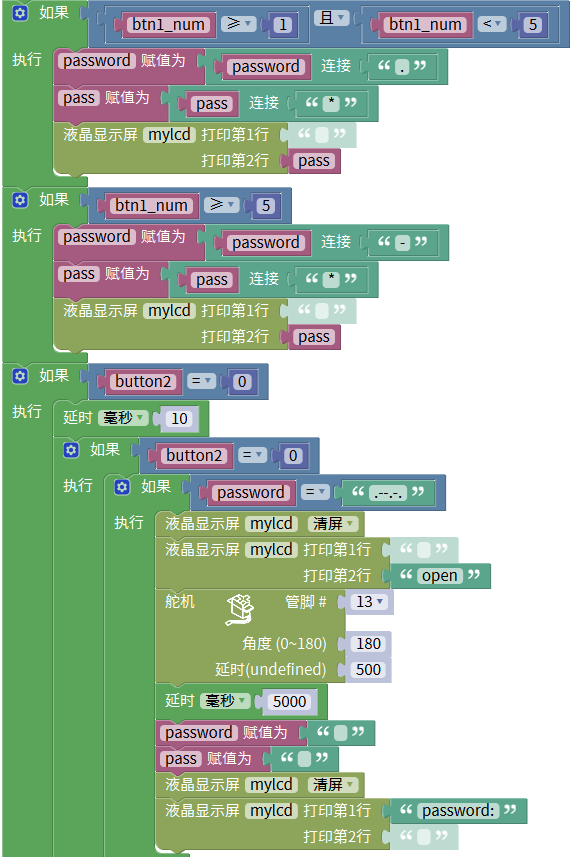 如果 btn1_num ≥ 1 且 btn1_num < 5
执行 password 赋值为 password 连接 “ . ”
pass 赋值为 pass 连接 “ * ”
液晶显示屏 mylcd 打印第1行 “ ”
打印第2行 pass
如果 btn1_num ≥ 5
执行 password 赋值为 password 连接 “ - ”
pass 赋值为 pass 连接 “ * ”
液晶显示屏 mylcd 打印第1行 “ ”
打印第2行 pass
如果 button2 = 0
执行 延时 毫秒 10
如果 button2 = 0
执行 如果 password = “ .--.-. ”
执行 液晶显示屏 mylcd 清屏
液晶显示屏 mylcd 打印第1行 “ ”
打印第2行 “ open ”
舵机 管脚 # 13
角度 (0~180) 180
延时(undefined) 500
延时 毫秒 5000
password 赋值为 “ ”
pass 赋值为 “ ”
液晶显示屏 mylcd 清屏
液晶显示屏 mylcd 打印第1行 “ password: ”
打印第2行 “ ”